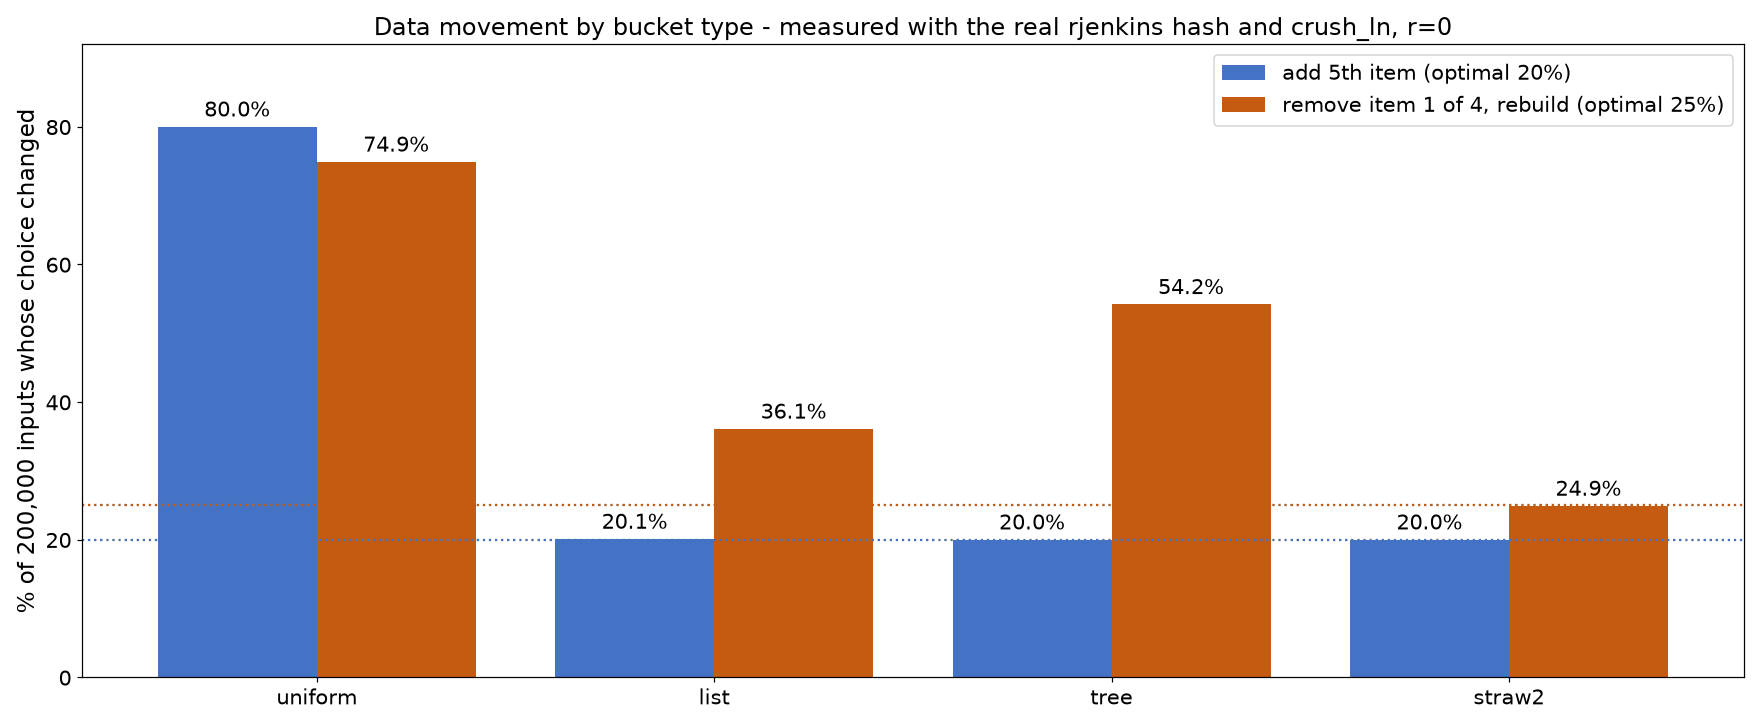 Data movement by bucket type - measured with the real rjenkins hash and crush_ln, r=0
add 5th item (optimal 20%)
remove item 1 of 4, rebuild (optimal 25%)
% of 200,000 inputs whose choice changed
80
60
40
20
0
80.0%
74.9%
20.1%
36.1%
20.0%
54.2%
20.0%
24.9%
uniform
list
tree
straw2